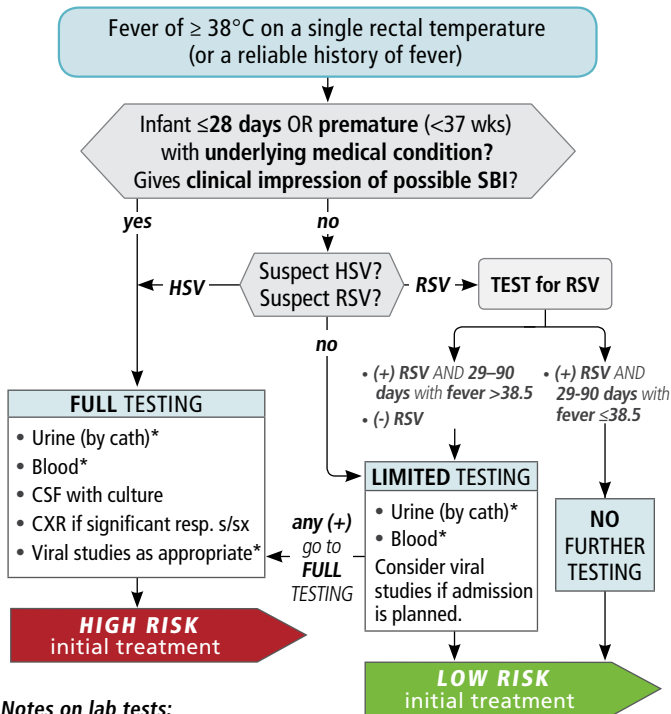 Fever of ≥ 38°C on a single rectal temperature
(or a reliable history of fever)
Infant ≤28 days OR premature (<37 wks)
with underlying medical condition?
Gives clinical impression of possible SBI?
yes
no
Suspect HSV?
Suspect RSV?
HSV
RSV
TEST for RSV
no
• (+) RSV AND 29–90
days with fever >38.5
• (-) RSV
• (+) RSV AND
29-90 days with
fever ≤38.5
FULL TESTING
• Urine (by cath)*
• Blood*
• CSF with culture
• CXR if significant resp. s/sx
• Viral studies as appropriate*
any (+)
go to
FULL
TESTING
LIMITED TESTING
• Urine (by cath)*
• Blood*
Consider viral
studies if admission
is planned.
NO
FURTHER
TESTING
HIGH RISK
initial treatment
LOW RISK
initial treatment
Notes on lab tests: